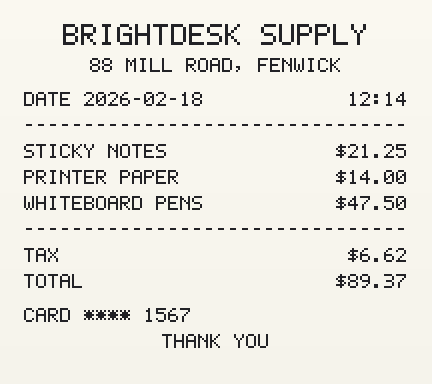 BRIGHTDESK SUPPLY
88 MILL ROAD, FENWICK
DATE 2026-02-18 12:14
--------------------------------
STICKY NOTES $21.25
PRINTER PAPER $14.00
WHITEBOARD PENS $47.50
--------------------------------
TAX $6.62
TOTAL $89.37
CARD **** 1567
THANK YOU